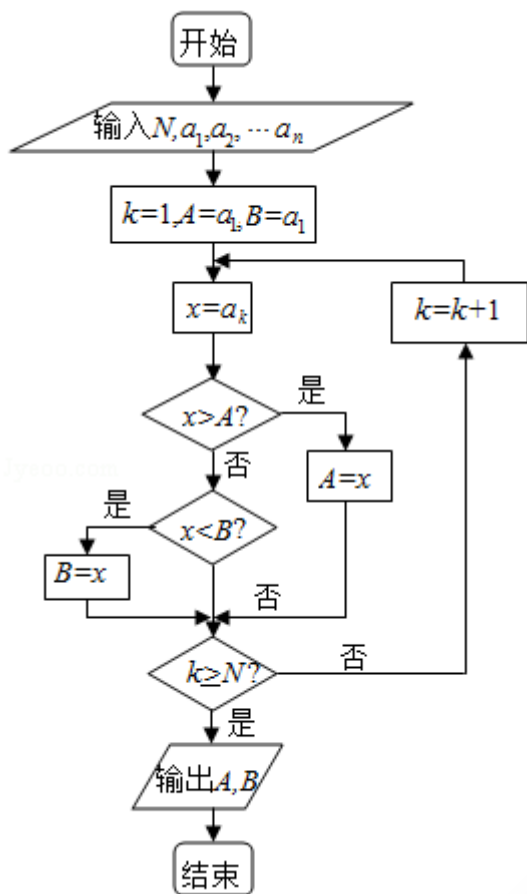 开始
输入N,a₁,a₂,…aₙ
k=1,A=a₁,B=a₁
x=aₖ
k=k+1
x>A?
是
否
A=x
x<B?
是
B=x
否
k≥N?
否
是
输出A,B
结束